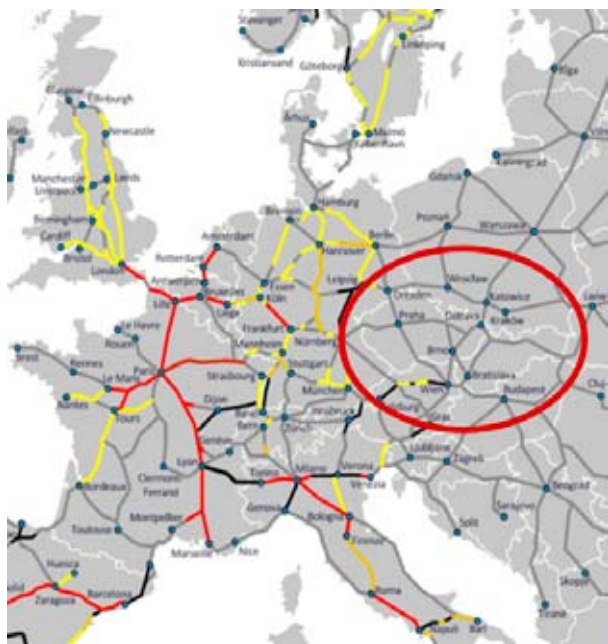 Stavanger
Kristiansand
Göteborg
Linköping
Riga
Glasgow
Edinburgh
Århus
Malmö
København
Newcastle
Kaliningrad
Gdańsk
Manchester
Leeds
Liverpool
Hamburg
Bremen
Birmingham
Amsterdam
Berlin
Poznań
Warszawa
Cardiff
Hannover
Bristol
Rotterdam
London
Leipzig
Antwerpen
Essen
Dresden
Wrocław
Bruxelles
Köln
Katowice
Lille
Liège
Praha
Ostrava
Kraków
Le Havre
Frankfurt
Rouen
Nürnberg
Mannheim
Brest
Paris
Brno
Rennes
Stuttgart
Strasbourg
Bratislava
Le Mans
München
Wien
Budapest
Nantes
Dijon
Tours
Basel
Innsbruck
Bern
Zürich
Graz
Genève
Ljubljana
Lyon
Milano
Verona
Zagreb
Clermont-
Ferrand
Torino
Venezia
Beograd
Bordeaux
Genova
Bologna
Sarajevo
Toulouse
Montpellier
Nice
Firenze
Split
Marseille
Huesca
Skopje
Zaragoza
Barcelona
Roma
Tiranë
Napoli
Bari